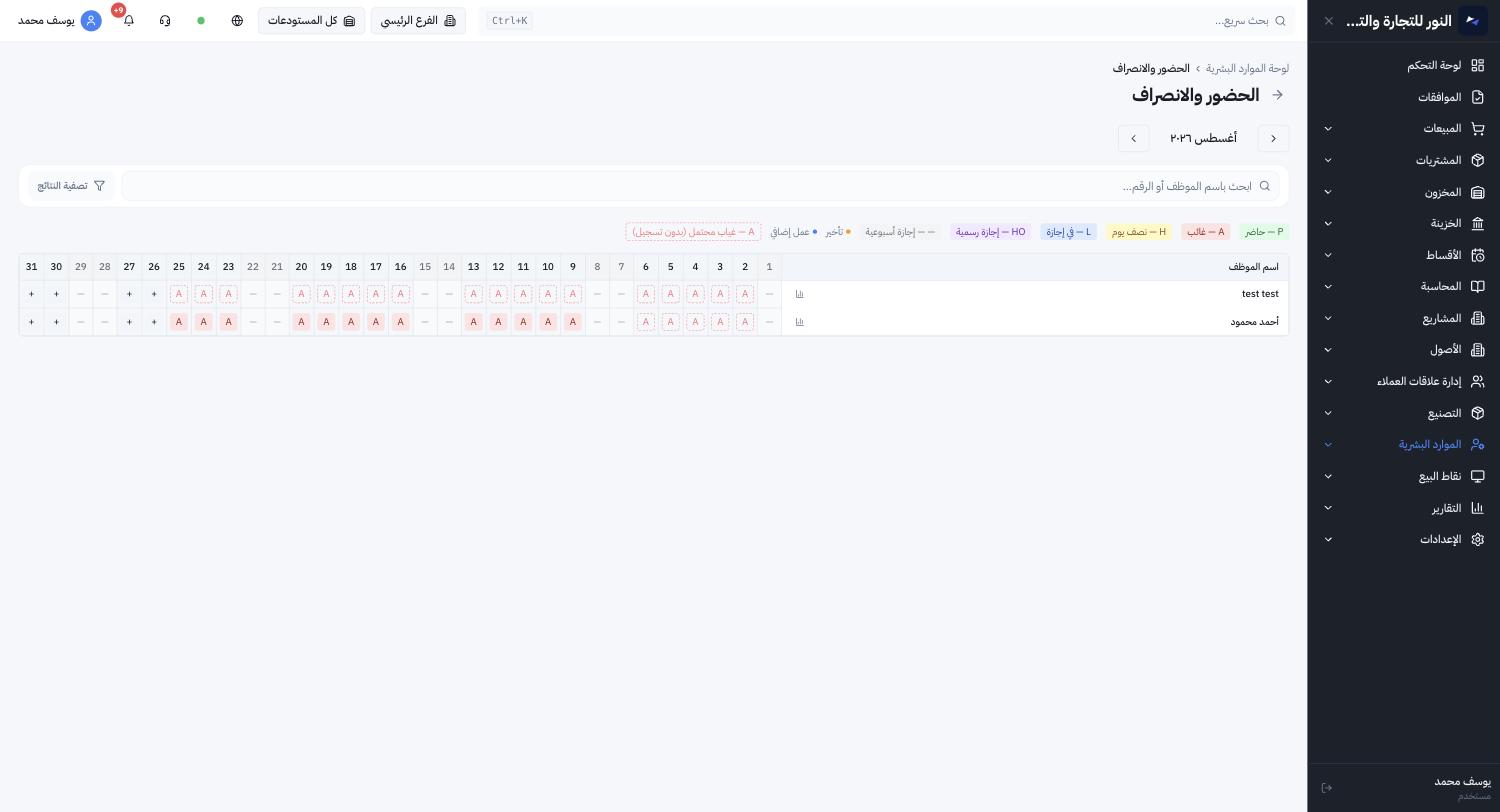 النور للتجارة والتـ...
بحث سريع...
Ctrl+K
الفرع الرئيسي
كل المستودعات
+9
يوسف محمد
لوحة التحكم
الموافقات
المبيعات
المشتريات
المخزون
الخزينة
الأقساط
المحاسبة
المشاريع
الأصول
إدارة علاقات العملاء
التصنيع
الموارد البشرية
نقاط البيع
التقارير
الإعدادات
يوسف محمد
مستخدم
لوحة الموارد البشرية › الحضور والانصراف
الحضور والانصراف
أغسطس ٢٠٢٦
ابحث باسم الموظف أو الرقم...
تصفية النتائج
P — حاضر A — غائب H — نصف يوم L — في إجازة HO — إجازة رسمية — — إجازة أسبوعية تأخير عمل إضافي A — غياب محتمل (بدون تسجيل)
اسم الموظف 1 2 3 4 5 6 7 8 9 10 11 12 13 14 15 16 17 18 19 20 21 22 23 24 25 26 27 28 29 30 31
test test — A A A A A — — A A A A A — — A A A A A — — A A A + + — — + +
أحمد محمود — A A A A A — — A A A A A — — A A A A A — — A A A + + — — + +